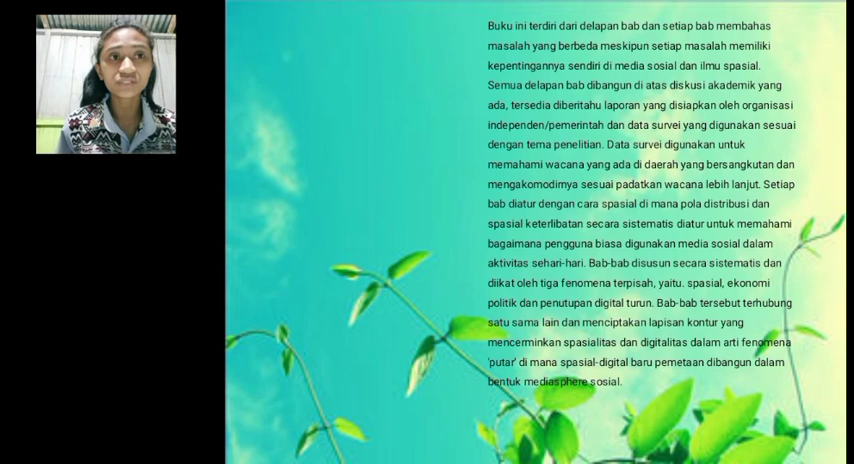 Buku ini terdiri dari delapan bab dan setiap bab membahas
masalah yang berbeda meskipun setiap masalah memiliki
kepentingannya sendiri di media sosial dan ilmu spasial.
Semua delapan bab dibangun di atas diskusi akademik yang
ada, tersedia diberitahu laporan yang disiapkan oleh organisasi
independen/pemerintah dan data survei yang digunakan sesuai
dengan tema penelitian. Data survei digunakan untuk
memahami wacana yang ada di daerah yang bersangkutan dan
mengakomodirnya sesuai padatkan wacana lebih lanjut. Setiap
bab diatur dengan cara spasial di mana pola distribusi dan
spasial keterlibatan secara sistematis diatur untuk memahami
bagaimana pengguna biasa digunakan media sosial dalam
aktivitas sehari-hari. Bab-bab disusun secara sistematis dan
diikat oleh tiga fenomena terpisah, yaitu. spasial, ekonomi
politik dan penutupan digital turun. Bab-bab tersebut terhubung
satu sama lain dan menciptakan lapisan kontur yang
mencerminkan spasialitas dan digitalitas dalam arti fenomena
'putar' di mana spasial-digital baru pemetaan dibangun dalam
bentuk mediasphere sosial.